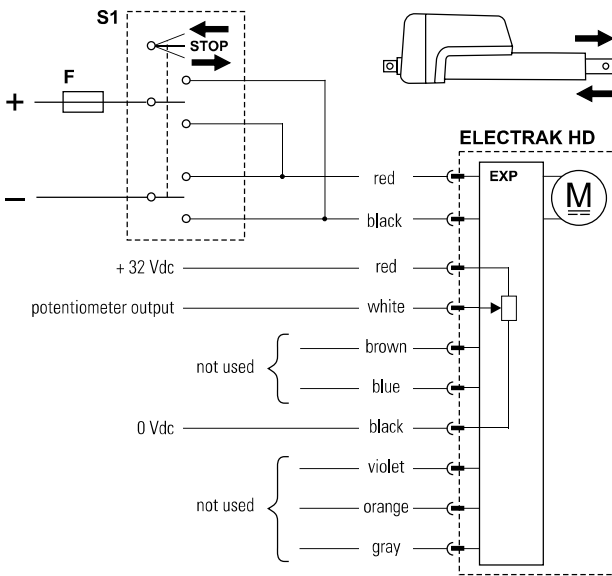 S1
STOP
F
+
−
ELECTRAK HD
EXP
M
red
black
+ 32 Vdc
red
potentiometer output
white
not used
brown
blue
0 Vdc
black
not used
violet
orange
gray